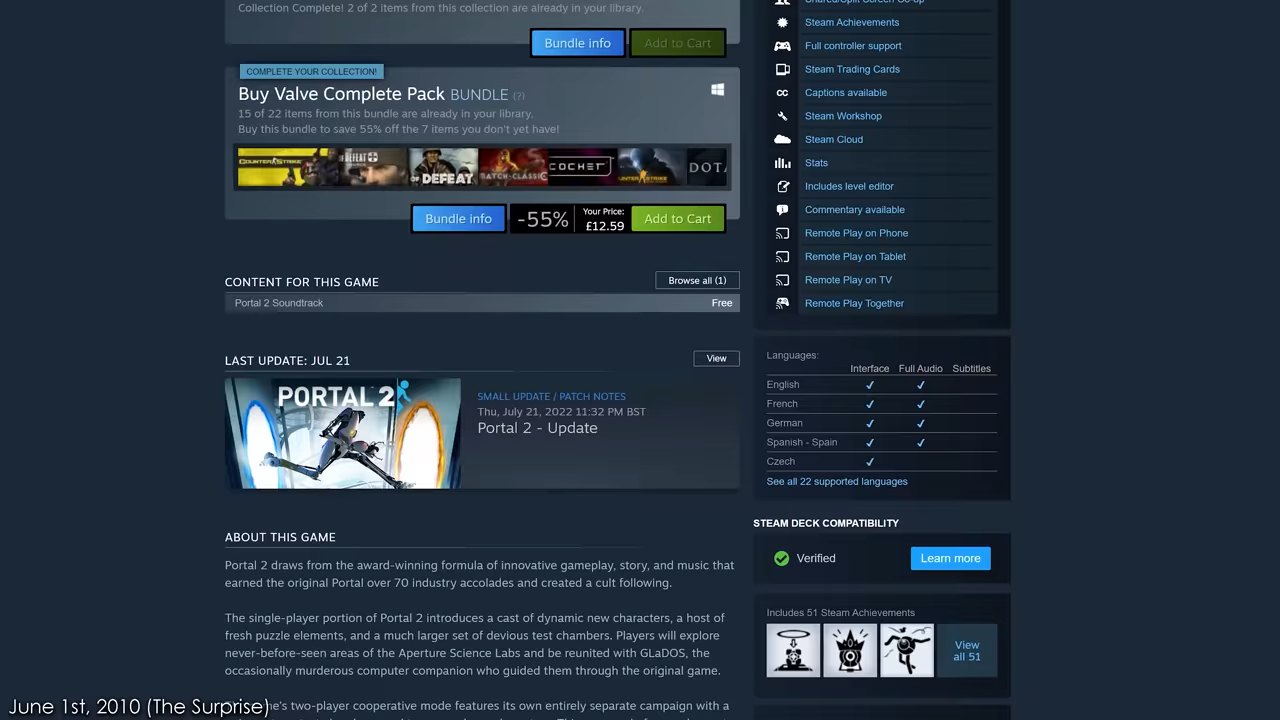 Collection Complete! 2 of 2 items from this collection are already in your library.
Bundle info
Add to Cart
COMPLETE YOUR COLLECTION!
Buy Valve Complete Pack BUNDLE (?)
15 of 22 items from this bundle are already in your library.
Buy this bundle to save 55% off the 7 items you don't yet have!
Bundle info
-55%
Your Price:
£12.59
Add to Cart
CONTENT FOR THIS GAME
Browse all (1)
Portal 2 Soundtrack
Free
LAST UPDATE: JUL 21
View
PORTAL 2
SMALL UPDATE / PATCH NOTES
Thu, July 21, 2022 11:32 PM BST
Portal 2 - Update
ABOUT THIS GAME
Portal 2 draws from the award-winning formula of innovative gameplay, story, and music that
earned the original Portal over 70 industry accolades and created a cult following.
The single-player portion of Portal 2 introduces a cast of dynamic new characters, a host of
fresh puzzle elements, and a much larger set of devious test chambers. Players will explore
never-before-seen areas of the Aperture Science Labs and be reunited with GLaDOS, the
occasionally murderous computer companion who guided them through the original game.
ne's two-player cooperative mode features its own entirely separate campaign with a
June 1st, 2010 (The Surprise)
Steam Achievements
Full controller support
Steam Trading Cards
CC Captions available
Steam Workshop
Steam Cloud
Stats
Includes level editor
Commentary available
Remote Play on Phone
Remote Play on Tablet
Remote Play on TV
Remote Play Together
Languages:
Interface Full Audio Subtitles
English ✔ ✔
French ✔ ✔
German ✔ ✔
Spanish - Spain ✔ ✔
Czech ✔
See all 22 supported languages
STEAM DECK COMPATIBILITY
Verified
Learn more
Includes 51 Steam Achievements
View
all 51